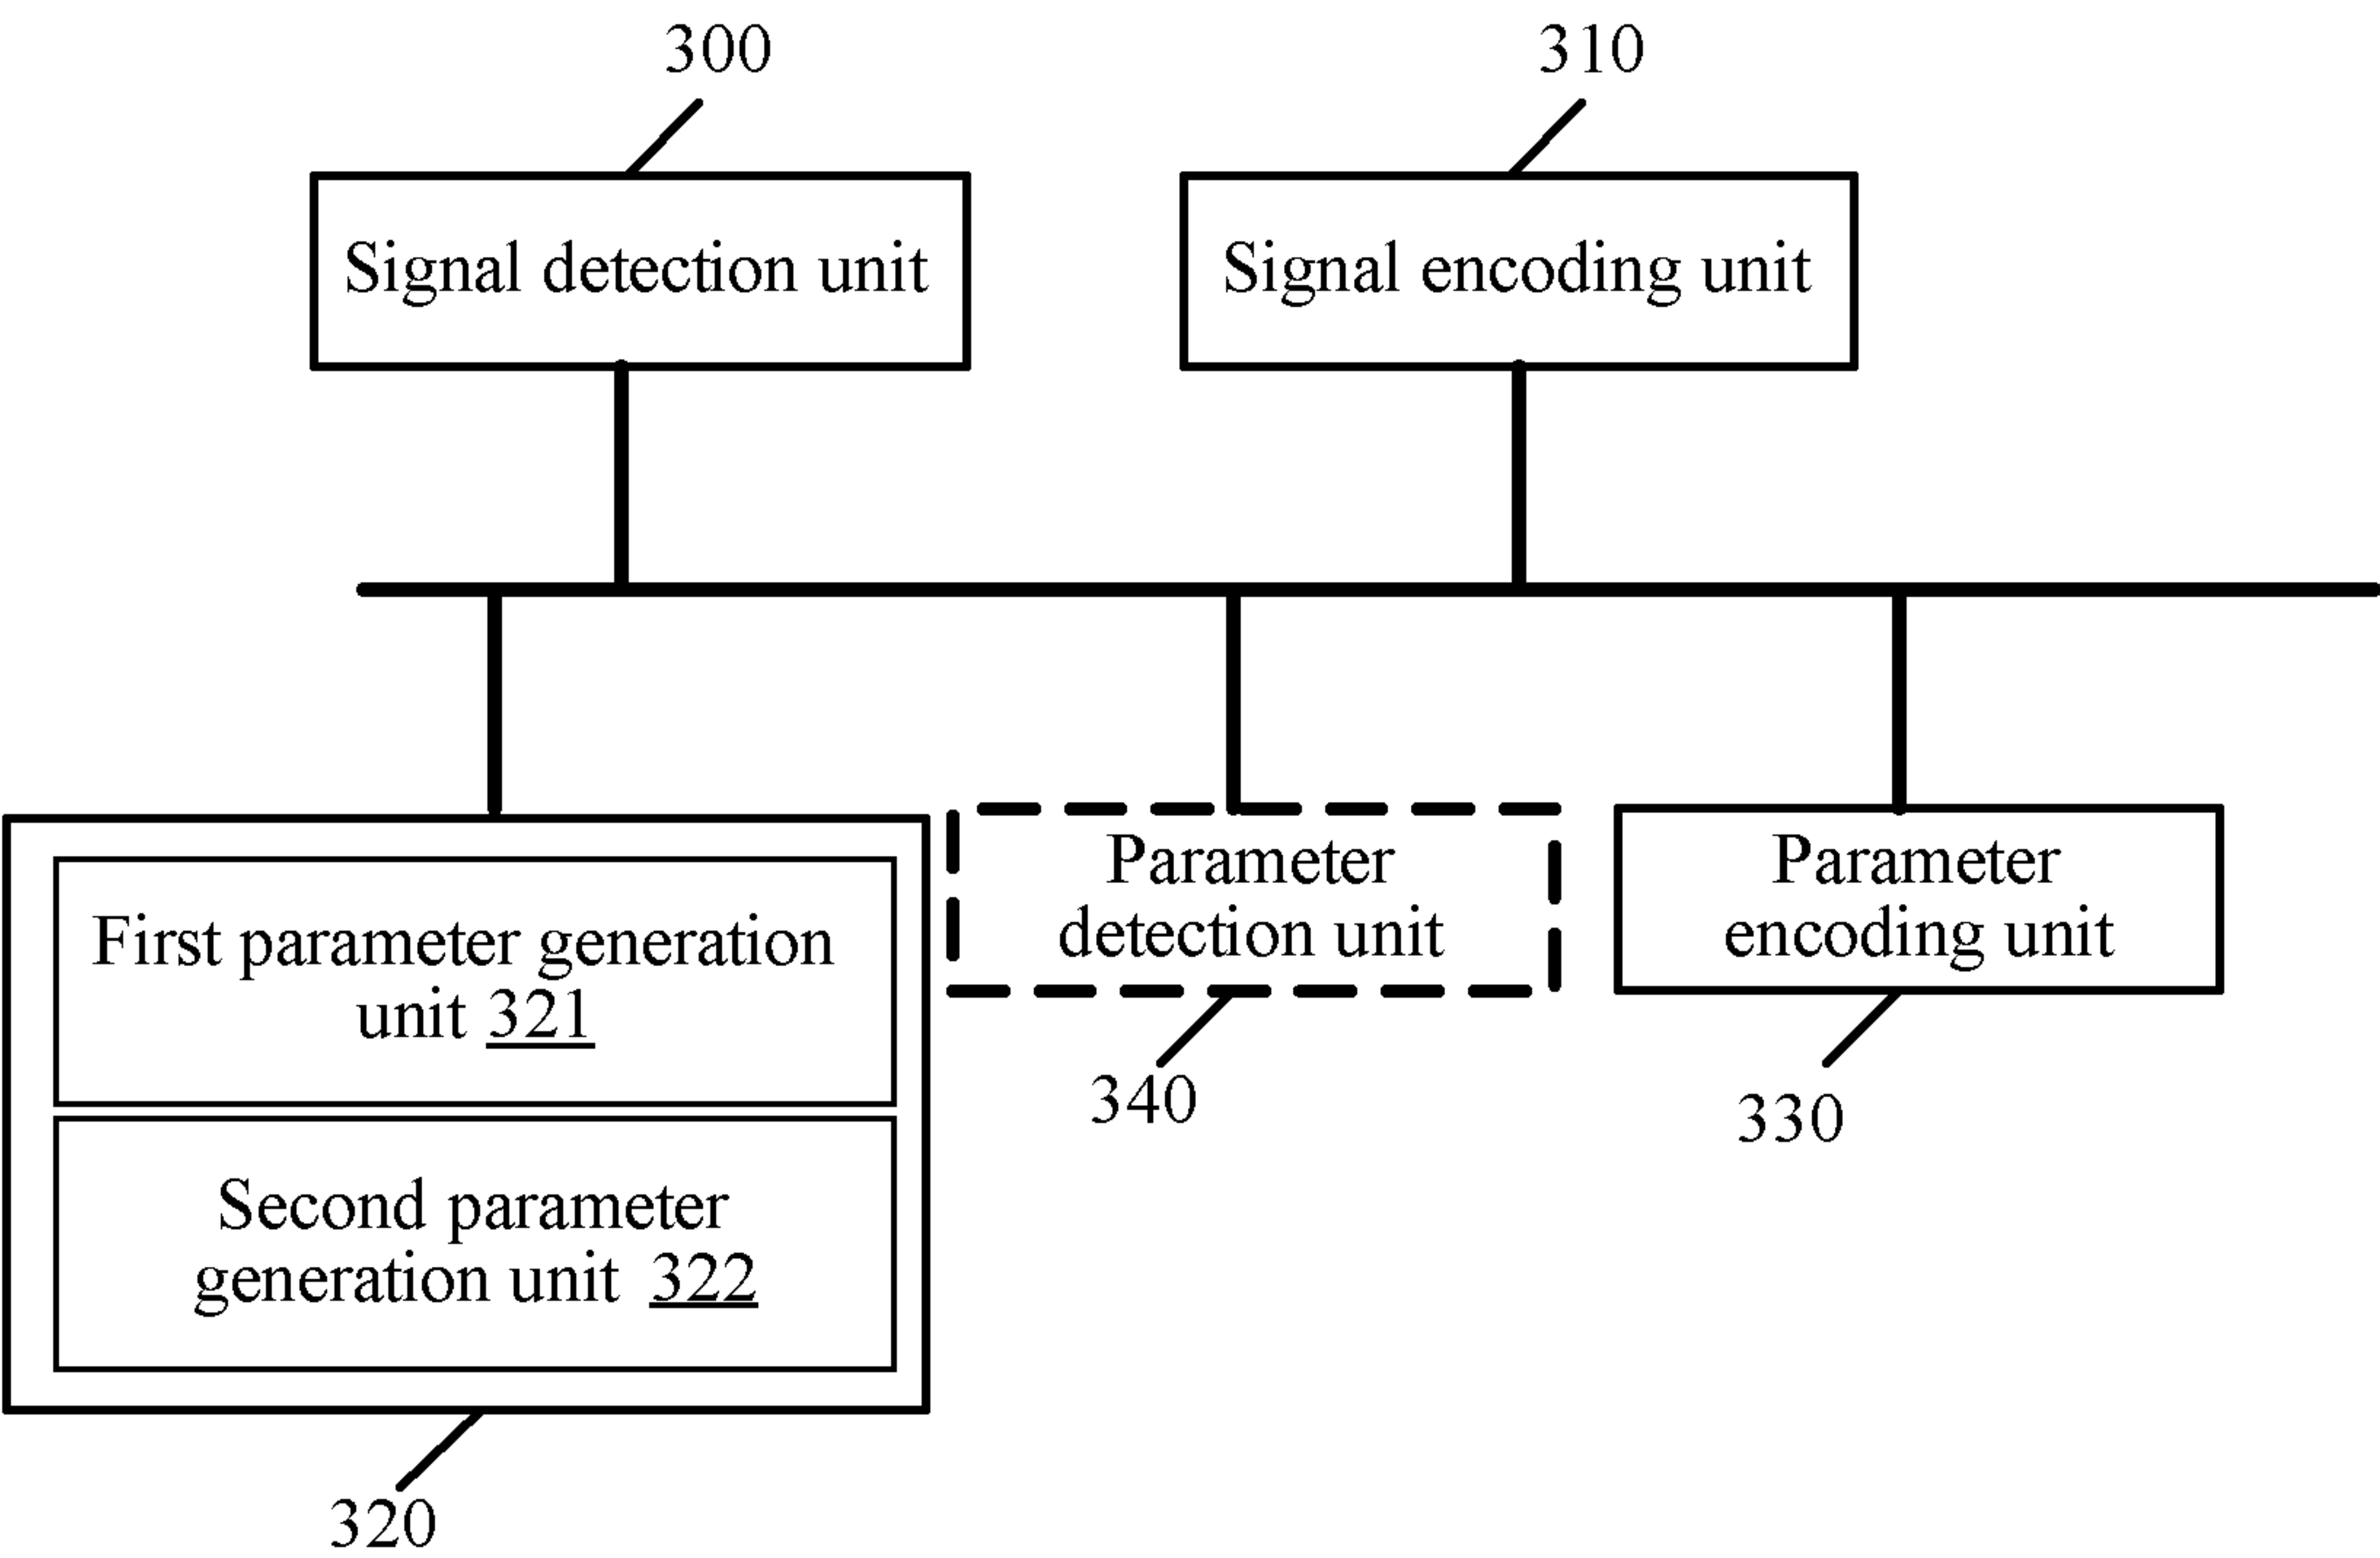 300
310
Signal detection unit
Signal encoding unit
First parameter generation
unit 321
Second parameter
generation unit 322
320
Parameter
detection unit
340
Parameter
encoding unit
330